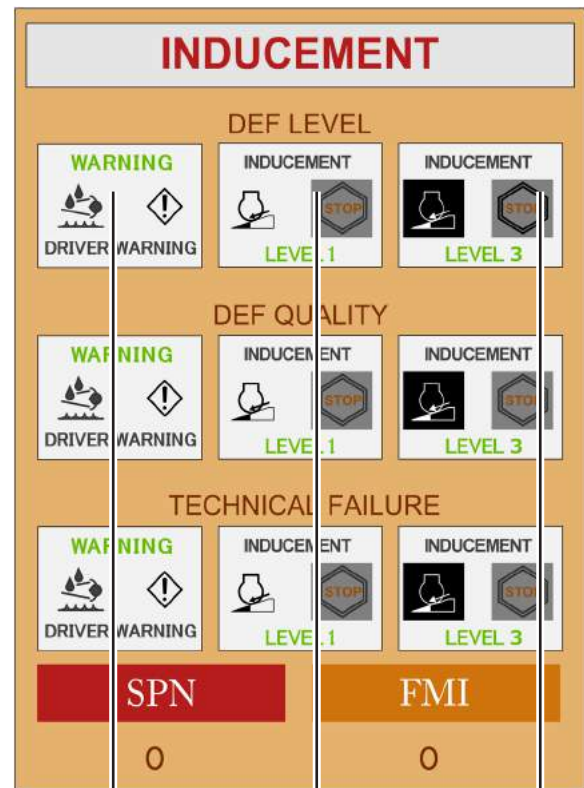 INDUCEMENT
DEF LEVEL
WARNING
DRIVER WARNING
INDUCEMENT
STOP
LEVEL 1
INDUCEMENT
STOP
LEVEL 3
DEF QUALITY
WARNING
DRIVER WARNING
INDUCEMENT
STOP
LEVEL 1
INDUCEMENT
STOP
LEVEL 3
TECHNICAL FAILURE
WARNING
DRIVER WARNING
INDUCEMENT
STOP
LEVEL 1
INDUCEMENT
STOP
LEVEL 3
SPN
FMI
0
0